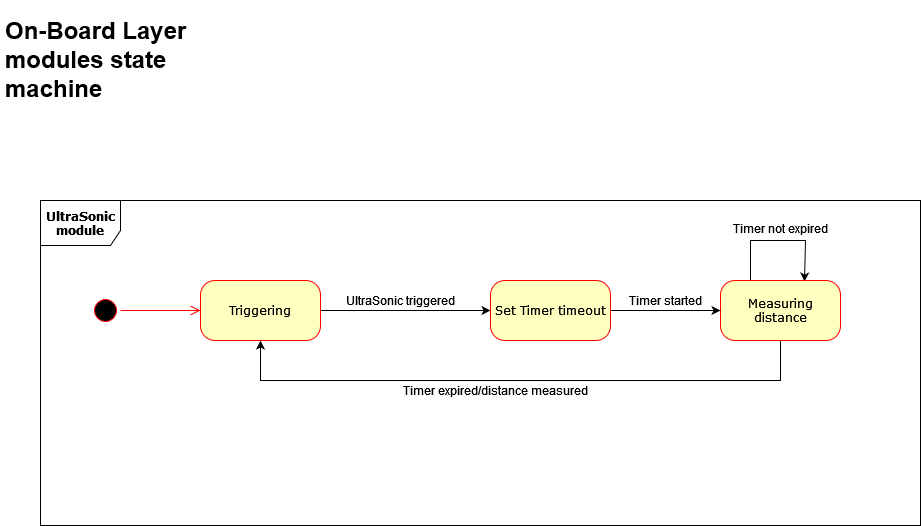 On-Board Layer
modules state
machine
UltraSonic
module
Timer not expired
Triggering
UltraSonic triggered
Set Timer timeout
Timer started
Measuring
distance
Timer expired/distance measured